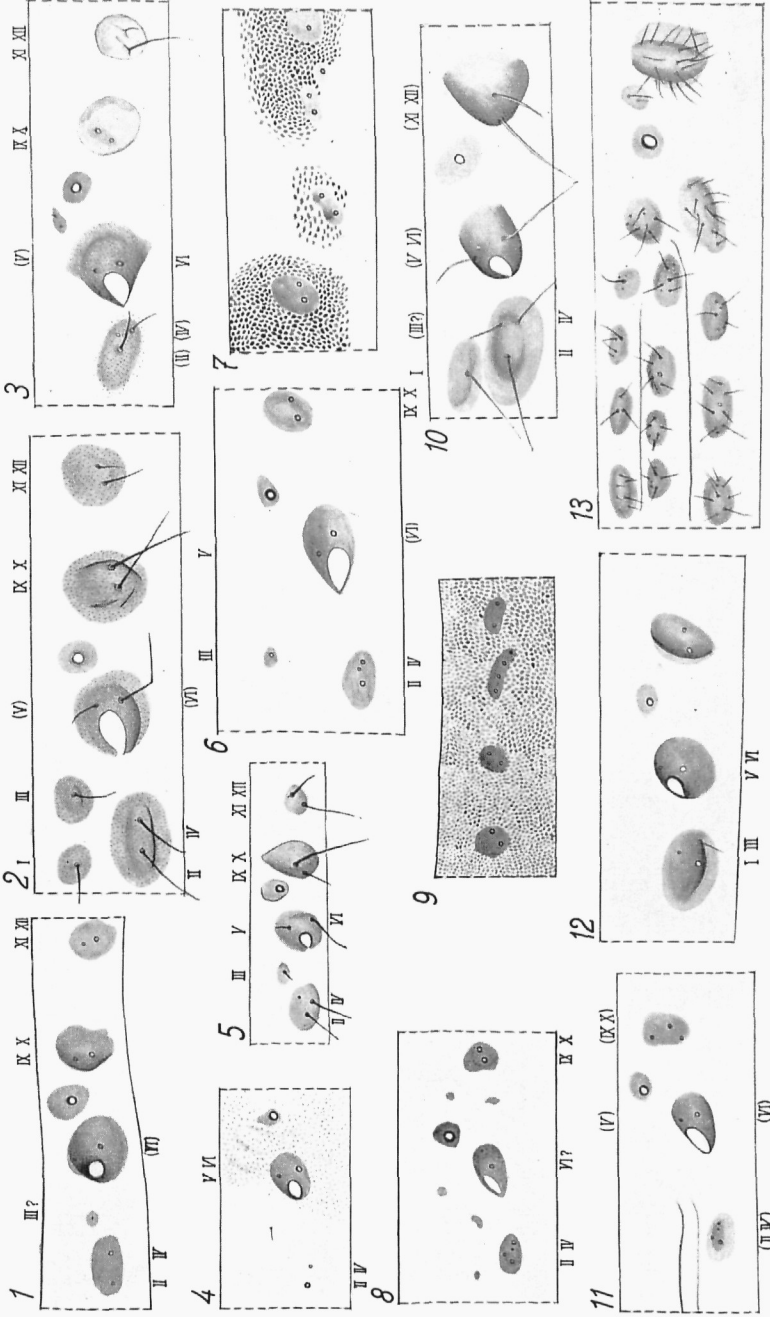 1
III? IX X XI XII
II IV (VI)
2
I III (V) IX X XI XII
II IV (VI)
3
(V) IX X XI XII
(II) (IV) VI
4
V VI
II IV
5
III V IX X XI XII
II IV VI
6
III V
II IV (VI)
7
8
II IV VI? IX X
9
10
IX X I (III?) (V VI) (XI XII)
II IV
11
(V) (IX X)
(II IV) (VI)
12
I III V VI
13